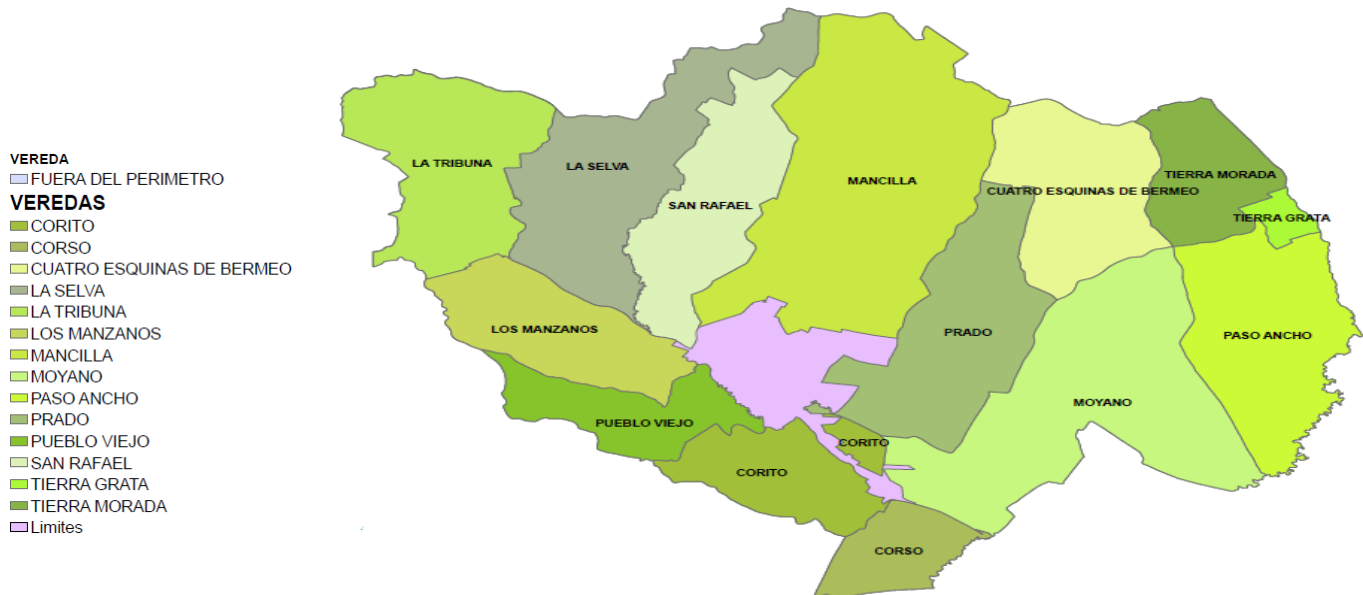 VEREDA
FUERA DEL PERIMETRO
VEREDAS
CORITO
CORSO
CUATRO ESQUINAS DE BERMEO
LA SELVA
LA TRIBUNA
LOS MANZANOS
MANCILLA
MOYANO
PASO ANCHO
PRADO
PUEBLO VIEJO
SAN RAFAEL
TIERRA GRATA
TIERRA MORADA
Limites
LA TRIBUNA
LA SELVA
SAN RAFAEL
MANCILLA
CUATRO ESQUINAS DE BERMEO
TIERRA MORADA
TIERRA GRATA
LOS MANZANOS
PRADO
PASO ANCHO
PUEBLO VIEJO
MOYANO
CORITO
CORITO
CORSO